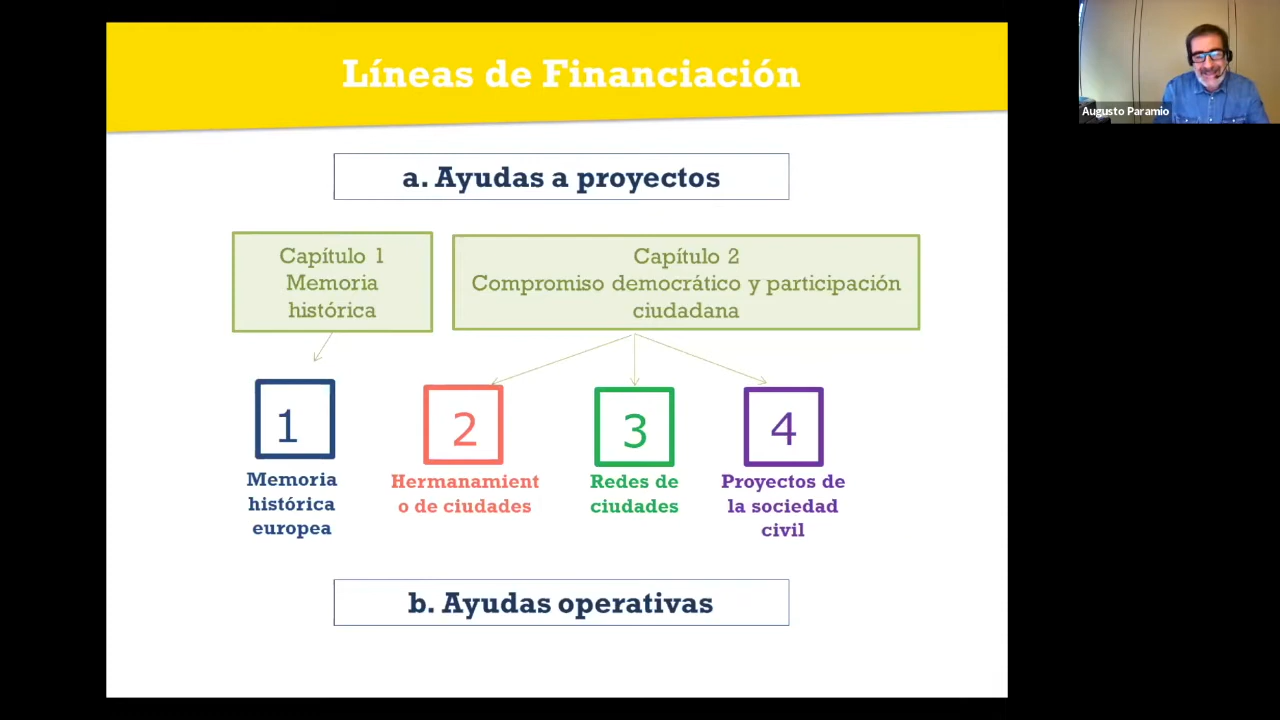 Líneas de Financiación
Augusto Paramio
a. Ayudas a proyectos
Capítulo 1
Memoria
histórica
Capítulo 2
Compromiso democrático y participación
ciudadana
1
2
3
4
Memoria
histórica
europea
Hermanamient
o de ciudades
Redes de
ciudades
Proyectos de
la sociedad
civil
b. Ayudas operativas